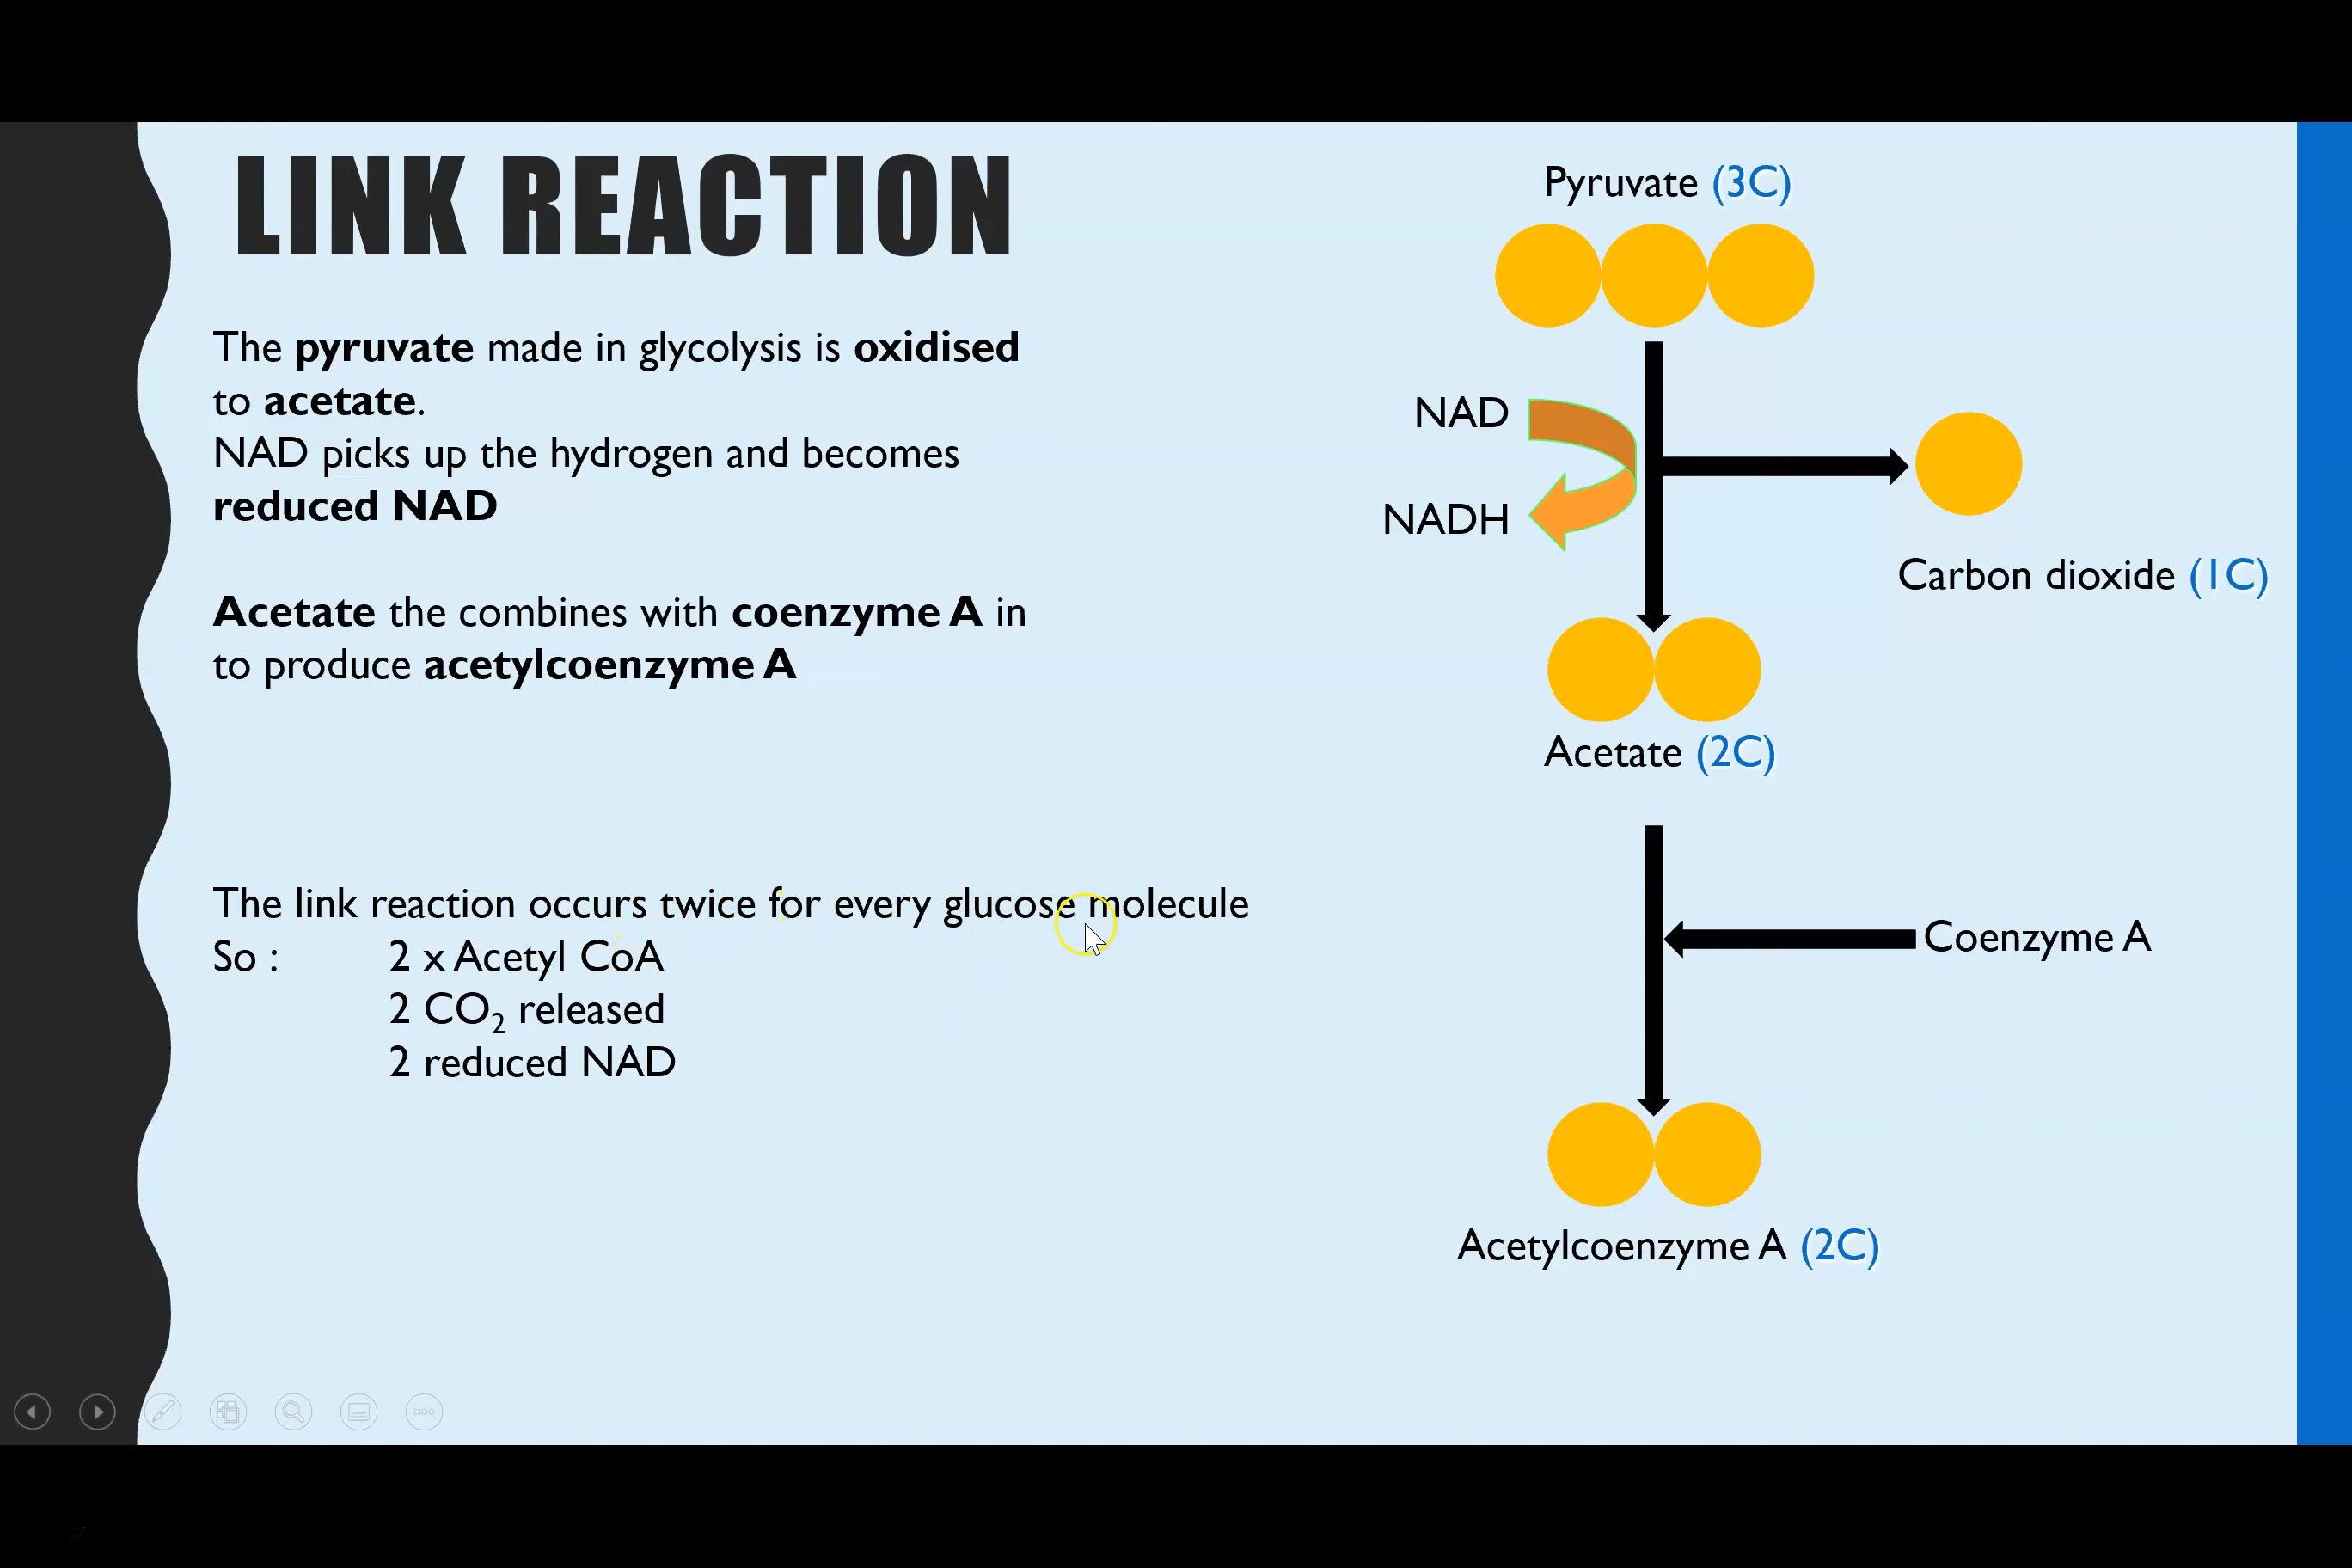 LINK REACTION
The pyruvate made in glycolysis is oxidised
to acetate.
NAD picks up the hydrogen and becomes
reduced NAD
Acetate the combines with coenzyme A in
to produce acetylcoenzyme A
The link reaction occurs twice for every glucose molecule
So : 2 x Acetyl CoA
2 CO₂ released
2 reduced NAD
Pyruvate (3C)
NAD
NADH
Carbon dioxide (1C)
Acetate (2C)
Coenzyme A
Acetylcoenzyme A (2C)